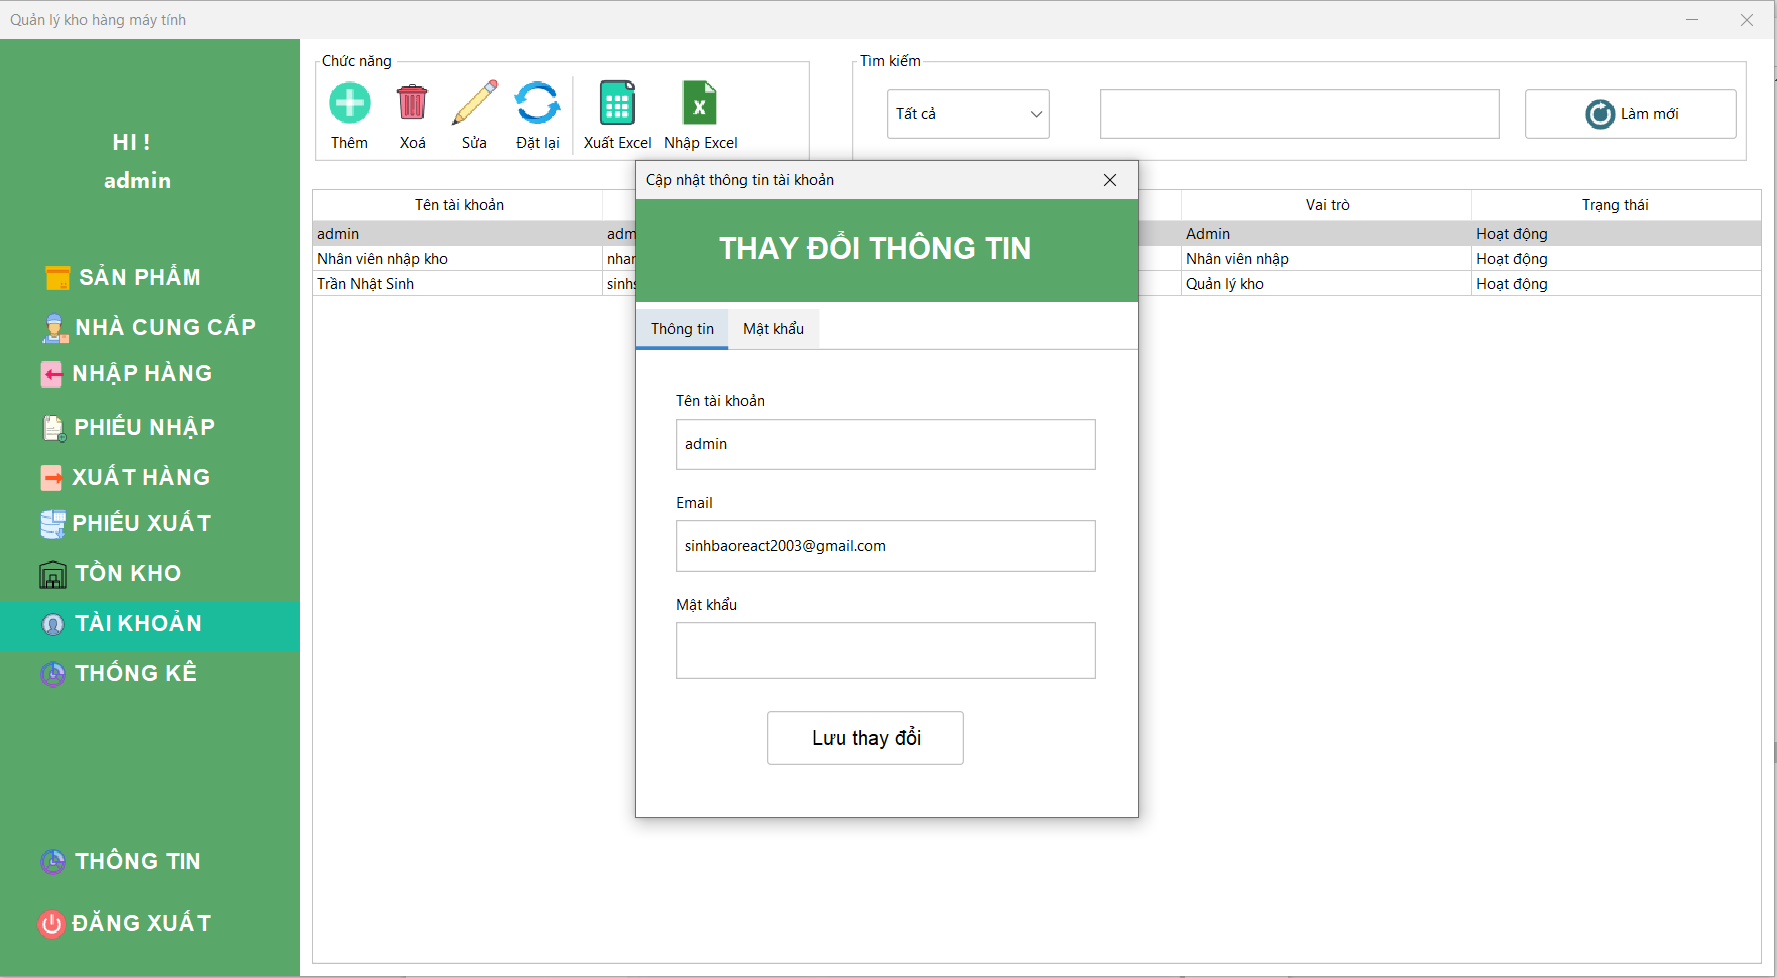 Quản lý kho hàng máy tính
HI !
admin
SẢN PHẨM
NHÀ CUNG CẤP
NHẬP HÀNG
PHIẾU NHẬP
XUẤT HÀNG
PHIẾU XUẤT
TỒN KHO
TÀI KHOẢN
THỐNG KÊ
THÔNG TIN
ĐĂNG XUẤT
Chức năng
Thêm Xoá Sửa Đặt lại Xuất Excel Nhập Excel
Tìm kiếm
Tất cả
Làm mới
Tên tài khoản Vai trò Trạng thái
admin adm Admin Hoạt động
Nhân viên nhập kho nhar Nhân viên nhập Hoạt động
Trần Nhật Sinh sinhs Quản lý kho Hoạt động
Cập nhật thông tin tài khoản
THAY ĐỔI THÔNG TIN
Thông tin Mật khẩu
Tên tài khoản
admin
Email
sinhbaoreact2003@gmail.com
Mật khẩu
Lưu thay đổi